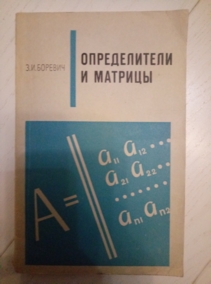 З.И.БОРЕВИЧ
ОПРЕДЕЛИТЕЛИ
И МАТРИЦЫ
a11 a12 ...
a21 a22 ...
A=
an1 an2